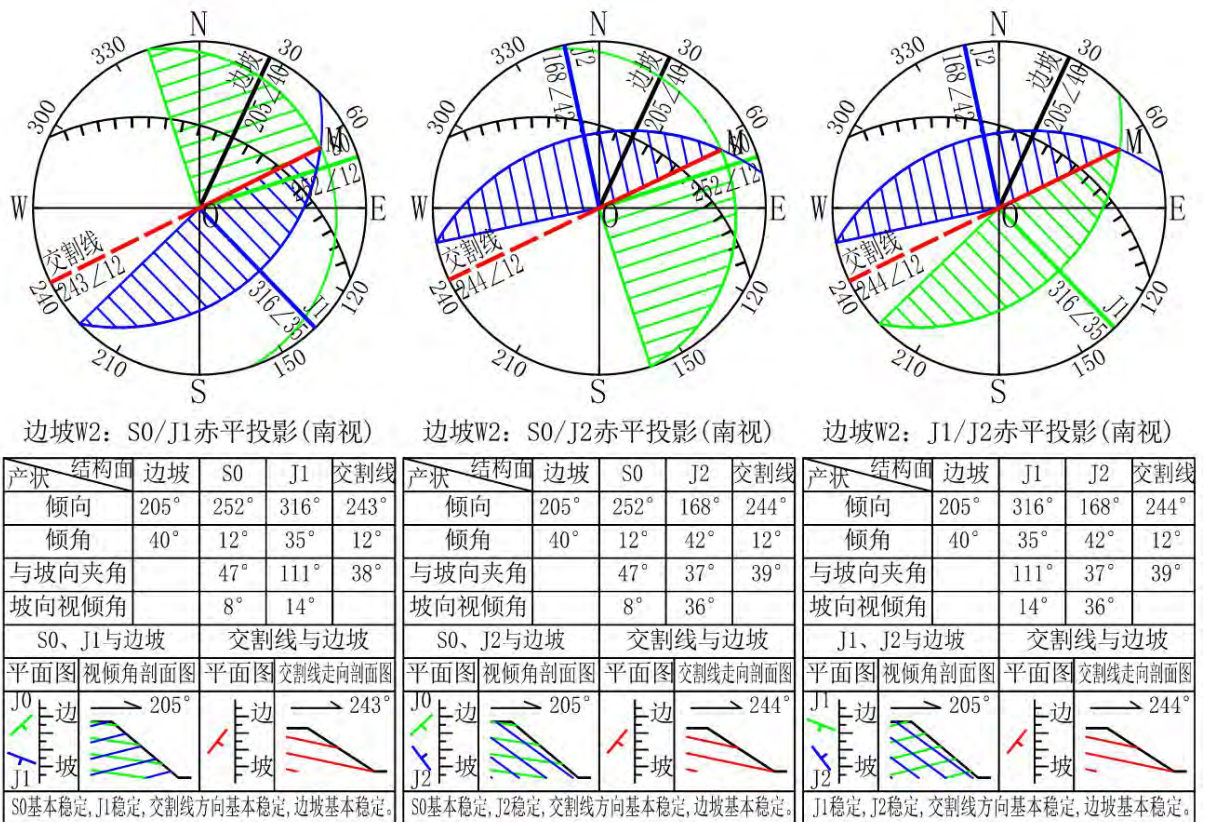 N
330
30
边坡
205∠40
300
60
M
S0
252∠12
W
O
E
交割线
243∠12
240
120
316∠35
J1
210
150
S
边坡W2: S0/J1赤平投影(南视)
N
330
J2
30
168∠42
边坡
205∠40
300
60
M
S0
252∠12
W
O
E
交割线
244∠12
240
120
210
150
S
边坡W2: S0/J2赤平投影(南视)
N
330
J2
30
168∠42
边坡
205∠40
300
60
M
W
O
E
交割线
244∠12
240
120
316∠35
J1
210
150
S
边坡W2: J1/J2赤平投影(南视)
产状 结构面 边坡 S0 J1 交割线
倾向 205° 252° 316° 243°
倾角 40° 12° 35° 12°
与坡向夹角 47° 111° 38°
坡向视倾角 8° 14°
S0、J1与边坡 交割线与边坡
平面图 视倾角剖面图 平面图 交割线走向剖面图
J0 边坡 J1 205° 边坡 243°
S0基本稳定,J1稳定,交割线方向基本稳定,边坡基本稳定。
产状 结构面 边坡 S0 J2 交割线
倾向 205° 252° 168° 244°
倾角 40° 12° 42° 12°
与坡向夹角 47° 37° 39°
坡向视倾角 8° 36°
S0、J2与边坡 交割线与边坡
平面图 视倾角剖面图 平面图 交割线走向剖面图
J0 边坡 J2 205° 边坡 244°
S0基本稳定,J2稳定,交割线方向基本稳定,边坡基本稳定。
产状 结构面 边坡 J1 J2 交割线
倾向 205° 316° 168° 244°
倾角 40° 35° 42° 12°
与坡向夹角 111° 37° 39°
坡向视倾角 14° 36°
J1、J2与边坡 交割线与边坡
平面图 视倾角剖面图 平面图 交割线走向剖面图
J1 边坡 J2 205° 边坡 244°
J1稳定,J2稳定,交割线方向基本稳定,边坡基本稳定。